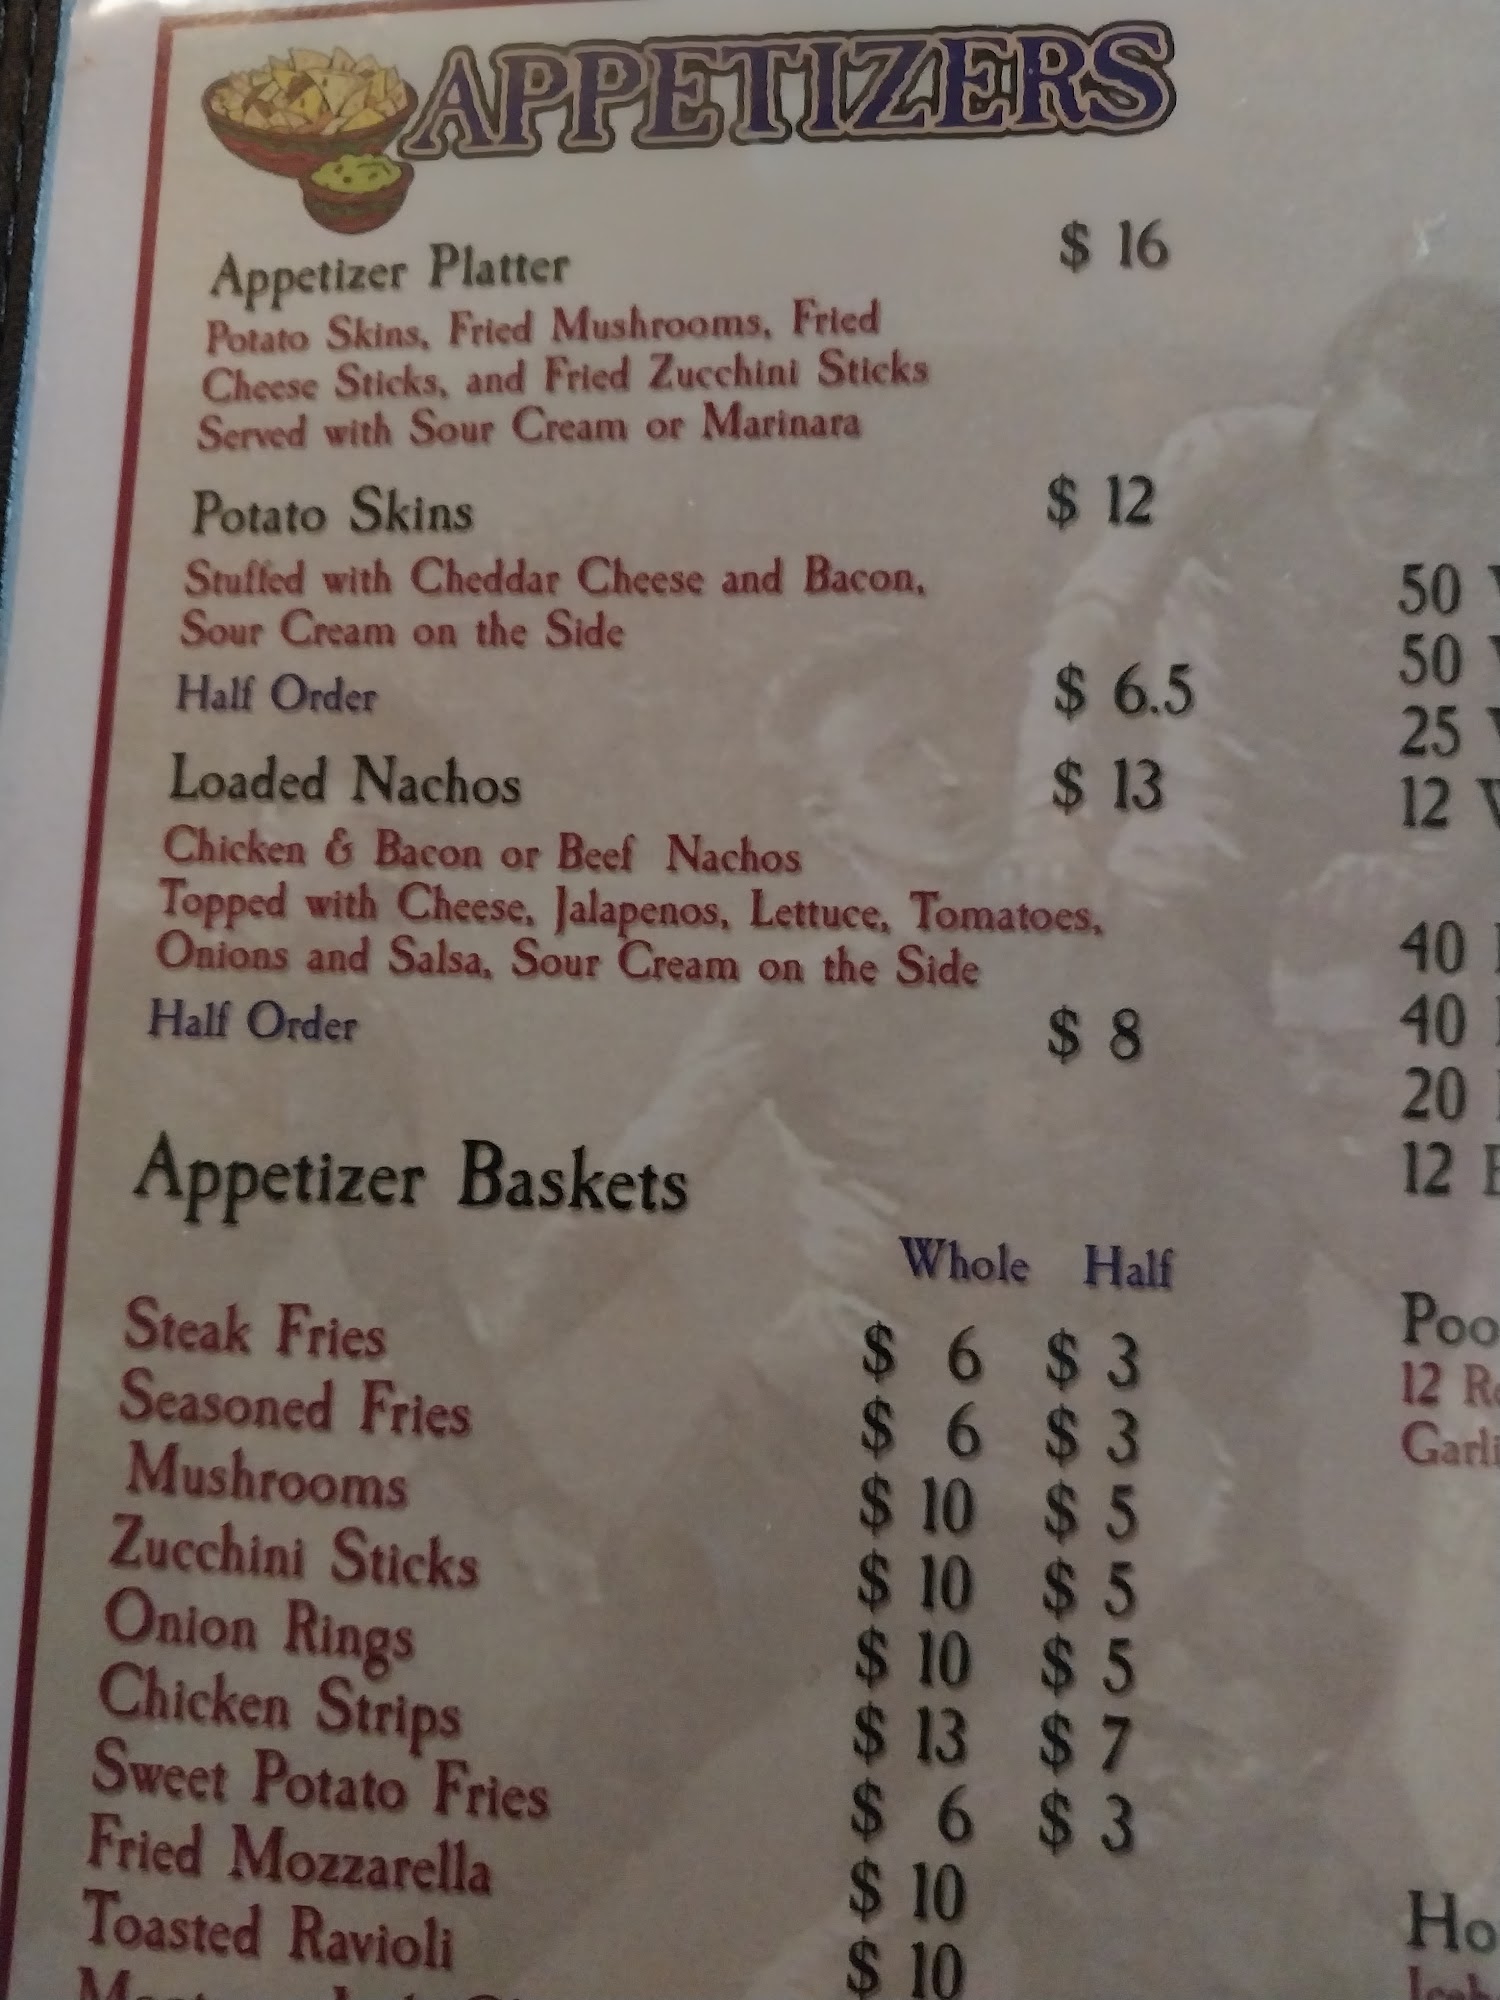 APPETIZERS
Appetizer Platter $ 16
Potato Skins, Fried Mushrooms, Fried
Cheese Sticks, and Fried Zucchini Sticks
Served with Sour Cream or Marinara
Potato Skins $ 12
Stuffed with Cheddar Cheese and Bacon,
Sour Cream on the Side
Half Order $ 6.5
Loaded Nachos $ 13
Chicken & Bacon or Beef Nachos
Topped with Cheese, Jalapenos, Lettuce, Tomatoes,
Onions and Salsa, Sour Cream on the Side
Half Order $ 8
Appetizer Baskets
Whole Half
Steak Fries $ 6 $ 3
Seasoned Fries $ 6 $ 3
Mushrooms $ 10 $ 5
Zucchini Sticks $ 10 $ 5
Onion Rings $ 10 $ 5
Chicken Strips $ 13 $ 7
Sweet Potato Fries $ 6 $ 3
Fried Mozzarella $ 10
Toasted Ravioli $ 10
50
50
25
12
40
40
20
12
12